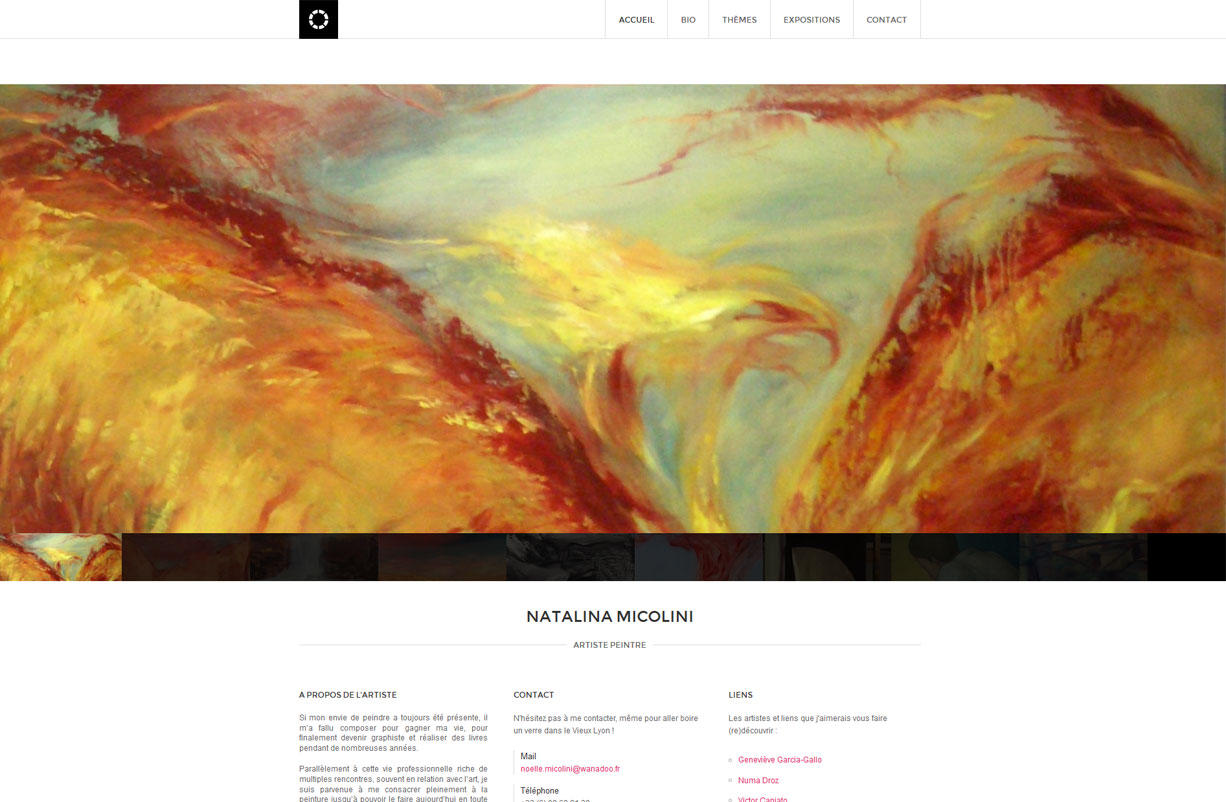 ACCUEIL
BIO
THÈMES
EXPOSITIONS
CONTACT
NATALINA MICOLINI
ARTISTE PEINTRE
A PROPOS DE L'ARTISTE
Si mon envie de peindre a toujours été présente, il
m'a fallu composer pour gagner ma vie, pour
finalement devenir graphiste et réaliser des livres
pendant de nombreuses années.
Parallèlement à cette vie professionnelle riche de
multiples rencontres, souvent en relation avec l'art, je
suis parvenue à me consacrer pleinement à la
peinture jusqu'à pouvoir le faire aujourd'hui en toute
CONTACT
N'hésitez pas à me contacter, même pour aller boire
un verre dans le Vieux Lyon !
Mail
noelle.micolini@wanadoo.fr
Téléphone
LIENS
Les artistes et liens que j'aimerais vous faire
(re)découvrir :
Geneviève Garcia-Gallo
Numa Droz
Victor Caniato